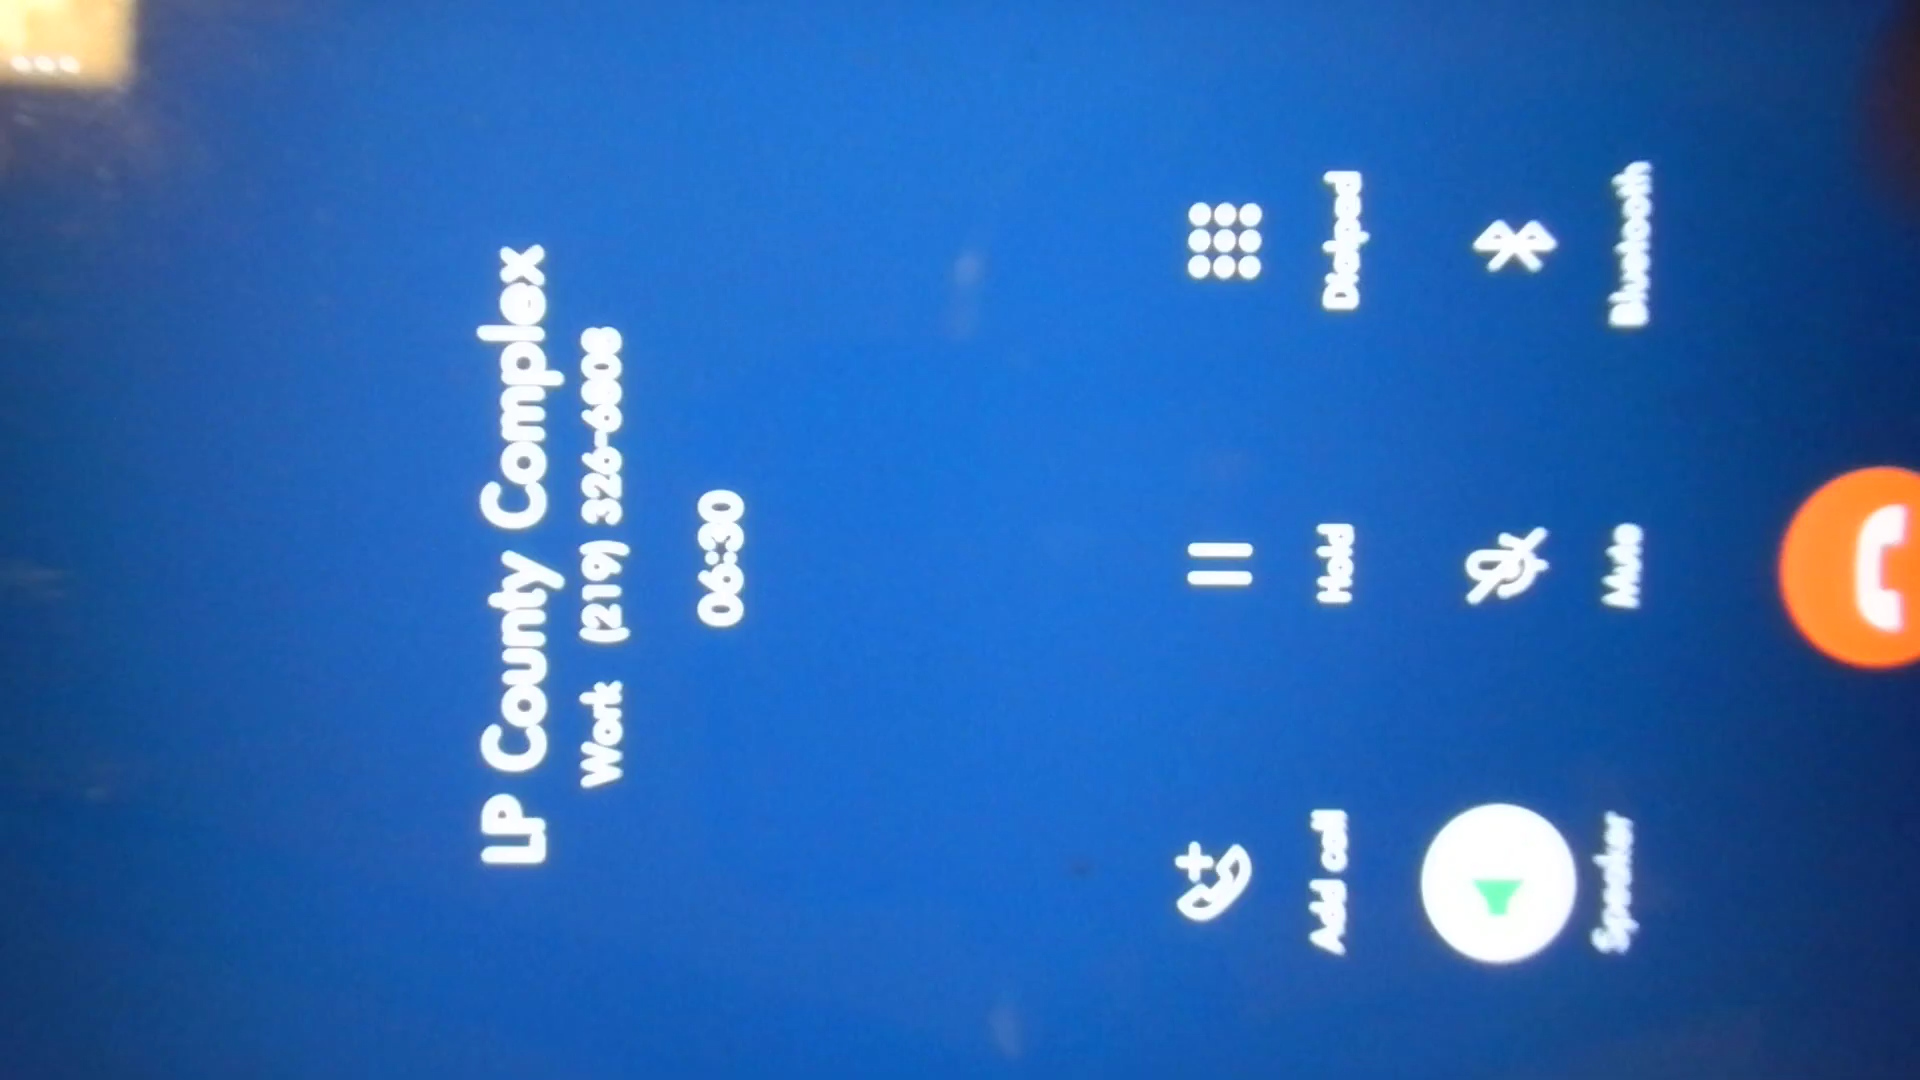 LP County Complex
Work (219) 326-6808
06:30
Add call
Hold
Dialpad
Speaker
Mute
Bluetooth